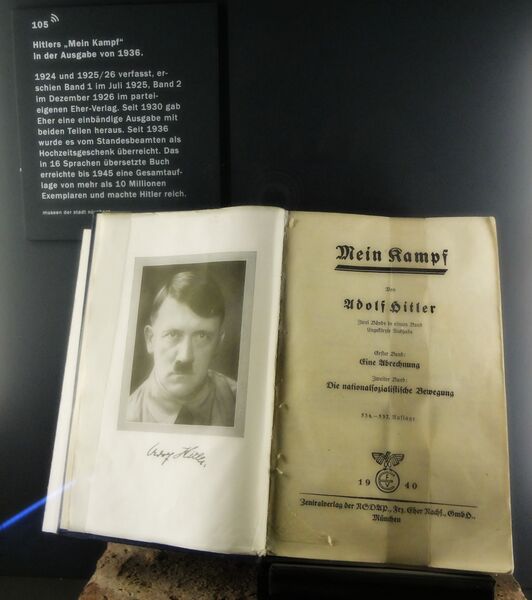 105
Hitlers „Mein Kampf“
in der Ausgabe von 1936.
1924 und 1925/26 verfasst, er-
schien Band 1 im Juli 1925, Band 2
im Dezember 1926 im partei-
eigenen Eher-Verlag. Seit 1930 gab
Eher eine einbändige Ausgabe mit
beiden Teilen heraus. Seit 1936
wurde es vom Standesbeamten als
Hochzeitsgeschenk überreicht. Das
in 16 Sprachen übersetzte Buch
erreichte bis 1945 eine Gesamtauf-
lage von mehr als 10 Millionen
Exemplaren und machte Hitler reich.
museen der stadt
Mein Kampf
Von
Adolf Hitler
Zwei Bände in einem Band
Ungekürzte Ausgabe
Erster Band:
Eine Abrechnung
Zweiter Band:
Die nationalsozialistische Bewegung
Auflage
1940
Zentralverlag der NSDAP., Frz. Eher Nachf., GmbH.,
München
Adolf Hitler